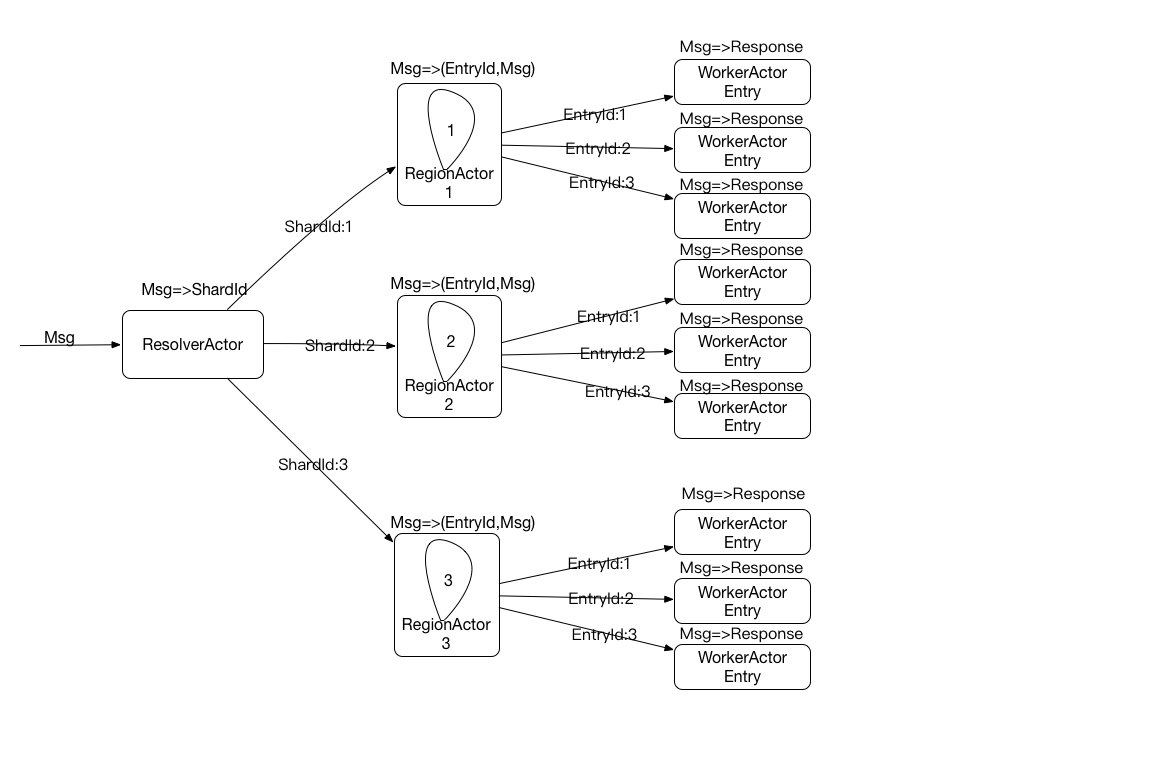 Msg
Msg=>ShardId
ResolverActor
ShardId:1
ShardId:2
ShardId:3
Msg=>(EntryId,Msg)
1
RegionActor
1
EntryId:1
EntryId:2
EntryId:3
Msg=>Response
WorkerActor
Entry
Msg=>Response
WorkerActor
Entry
Msg=>Response
WorkerActor
Entry
Msg=>(EntryId,Msg)
2
RegionActor
2
EntryId:1
EntryId:2
EntryId:3
Msg=>Response
WorkerActor
Entry
Msg=>Response
WorkerActor
Entry
Msg=>Response
WorkerActor
Entry
Msg=>(EntryId,Msg)
3
RegionActor
3
EntryId:1
EntryId:2
EntryId:3
Msg=>Response
WorkerActor
Entry
Msg=>Response
WorkerActor
Entry
Msg=>Response
WorkerActor
Entry